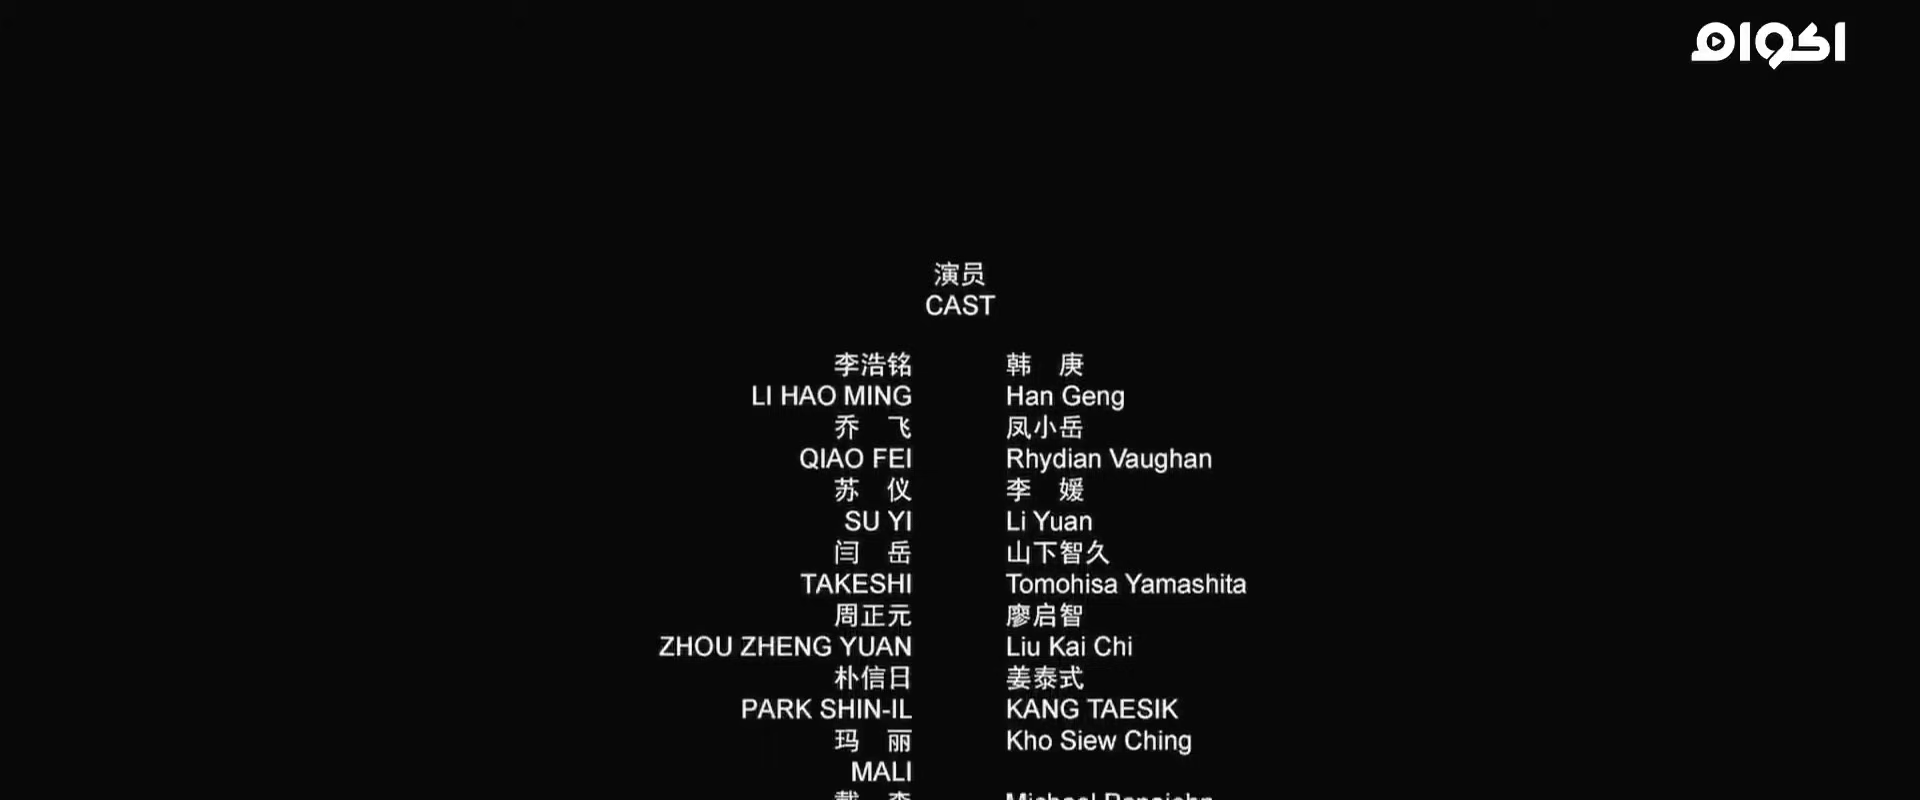 اكوام
演员
CAST
李浩铭 韩 庚
LI HAO MING Han Geng
乔 飞 凤小岳
QIAO FEI Rhydian Vaughan
苏 仪 李 媛
SU YI Li Yuan
闫 岳 山下智久
TAKESHI Tomohisa Yamashita
周正元 廖启智
ZHOU ZHENG YUAN Liu Kai Chi
朴信日 姜泰式
PARK SHIN-IL KANG TAESIK
玛 丽 Kho Siew Ching
MALI